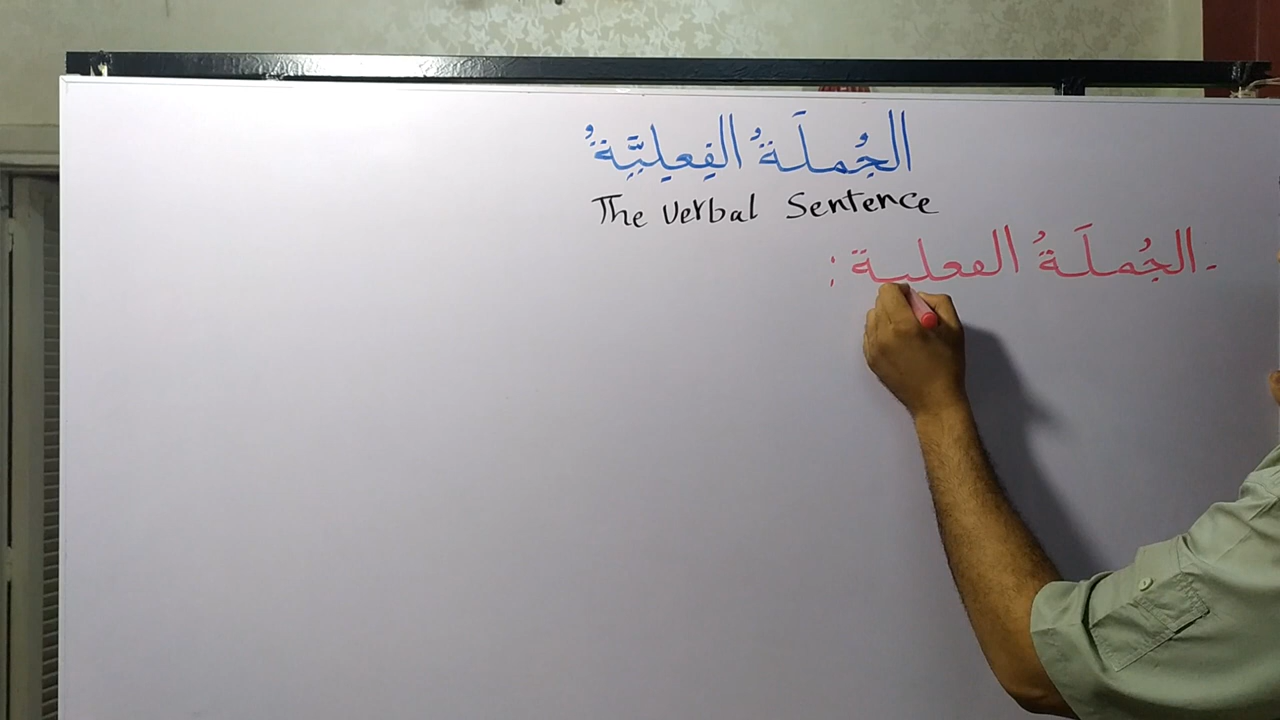 الجُملَةُ الفِعلِيَّةُ
The verbal Sentence
- الجُملَةُ الفعلية :